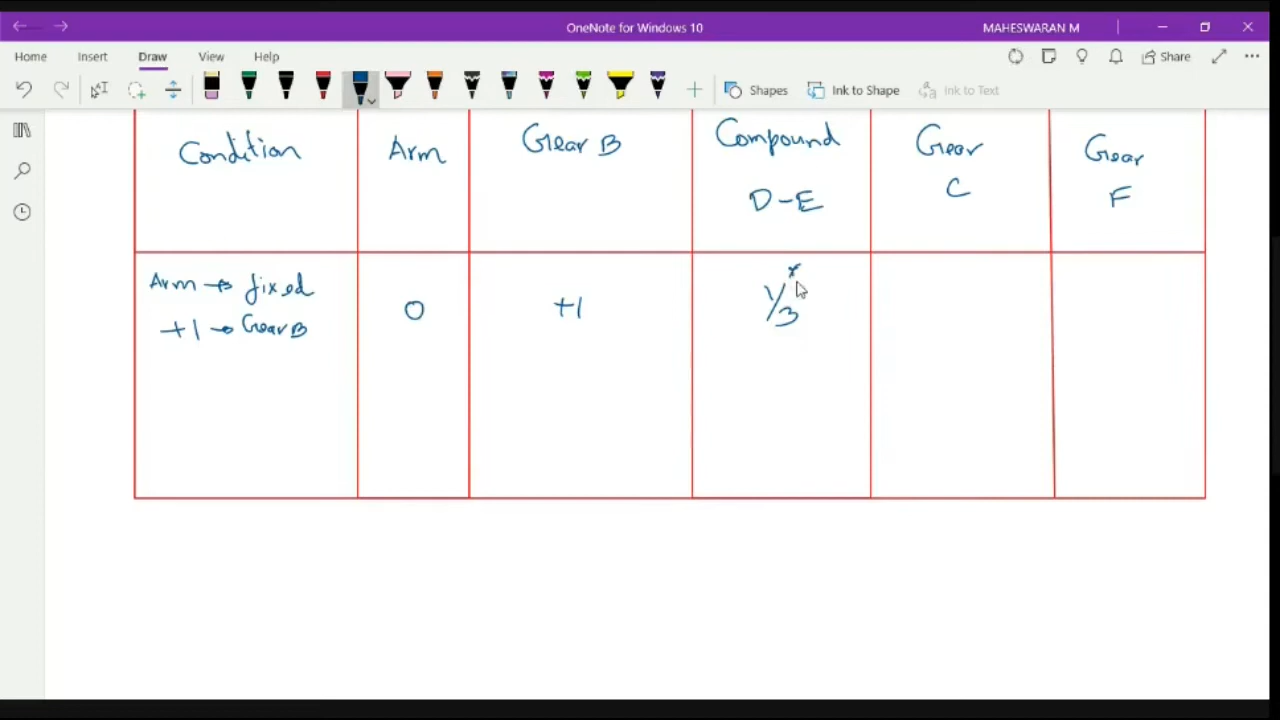 OneNote for Windows 10
MAHESWARAN M
Home Insert Draw View Help
Share
Shapes
Ink to Shape
Ink to Text
Condition
Arm
Gear B
Compound
D-E
Gear
C
Gear
F
Arm → fixed
+1 → Gear B
0
+1
1/3